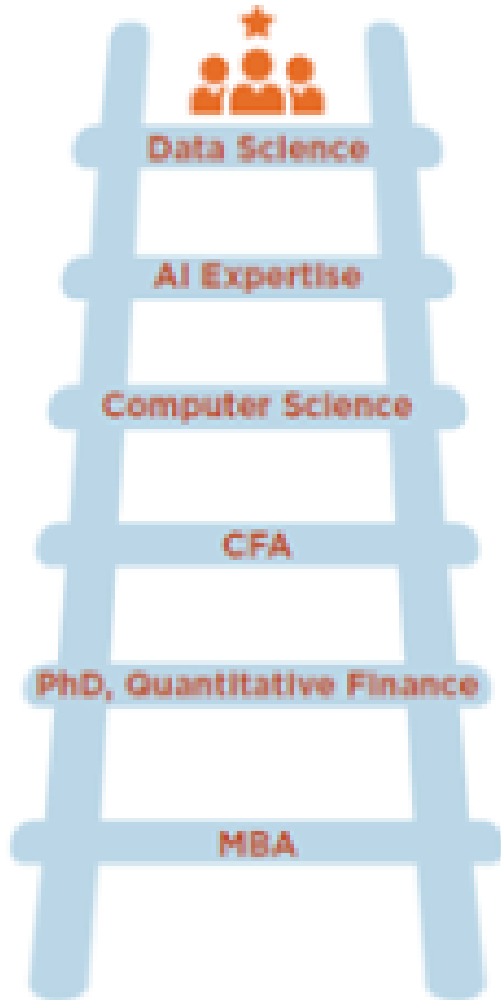 Data Science
AI Expertise
Computer Science
CFA
PhD, Quantitative Finance
MBA